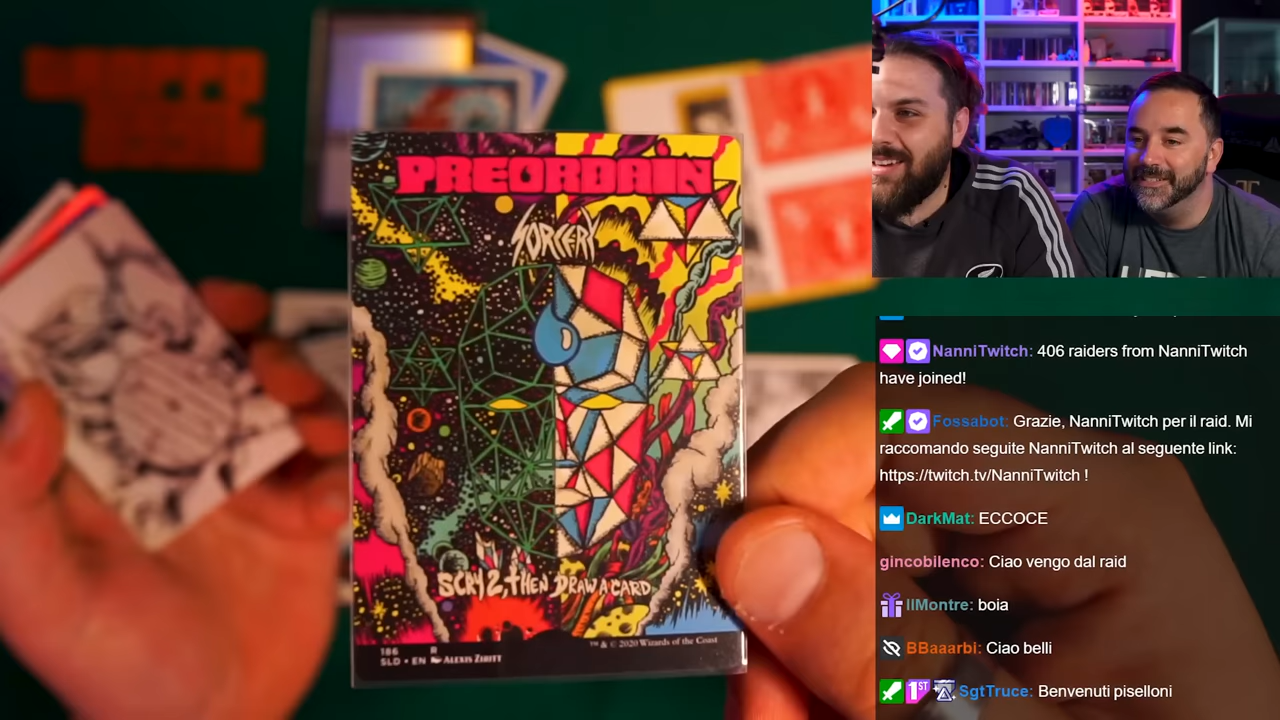 PREORDAIN
SORCERY
SCRY 2, THEN DRAW A CARD
™ & © 2020 Wizards of the Coast
186 R
SLD • EN ALEXIS ZIRITT
NanniTwitch: 406 raiders from NanniTwitch
have joined!
Fossabot: Grazie, NanniTwitch per il raid. Mi
raccomando seguite NanniTwitch al seguente link:
https://twitch.tv/NanniTwitch !
DarkMat: ECCOCE
gincobilenco: Ciao vengo dal raid
IlMontre: boia
BBaaarbi: Ciao belli
1ST SgtTruce: Benvenuti piselloni